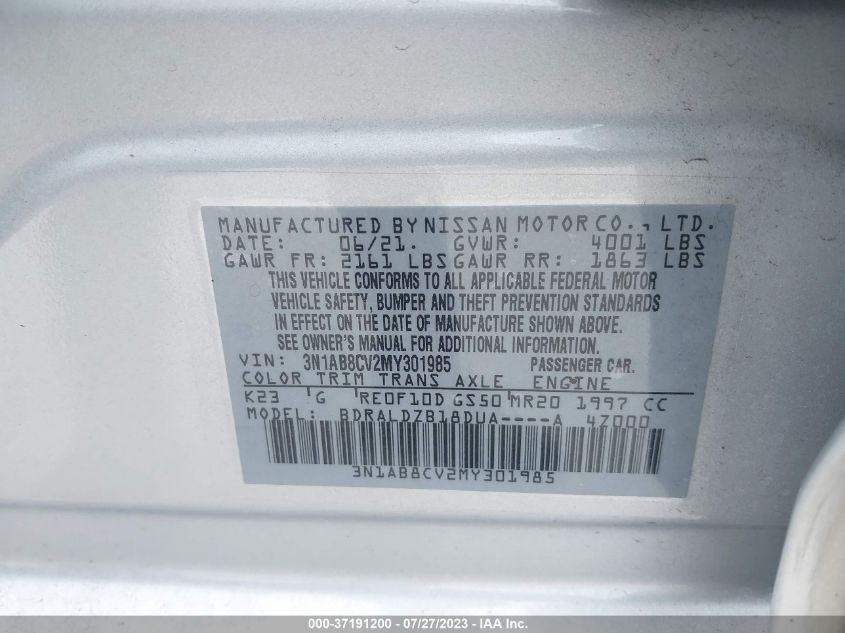 MANUFACTURED BY NISSAN MOTOR CO., LTD.
DATE: 06/21. GVWR: 4001 LBS
GAWR FR: 2161 LBS GAWR RR: 1863 LBS
THIS VEHICLE CONFORMS TO ALL APPLICABLE FEDERAL MOTOR
VEHICLE SAFETY, BUMPER AND THEFT PREVENTION STANDARDS
IN EFFECT ON THE DATE OF MANUFACTURE SHOWN ABOVE.
SEE OWNER'S MANUAL FOR ADDITIONAL INFORMATION.
VIN: 3N1AB8CV2MY301985 PASSENGER CAR.
COLOR TRIM TRANS AXLE ENGINE
K23 'G 'RE0F10D GS50'MR20 1997 CC
MODEL: BDRALDZB18DUA----A 4Z000
3N1AB8CV2MY301985
000-37191200 - 07/27/2023 - IAA Inc.